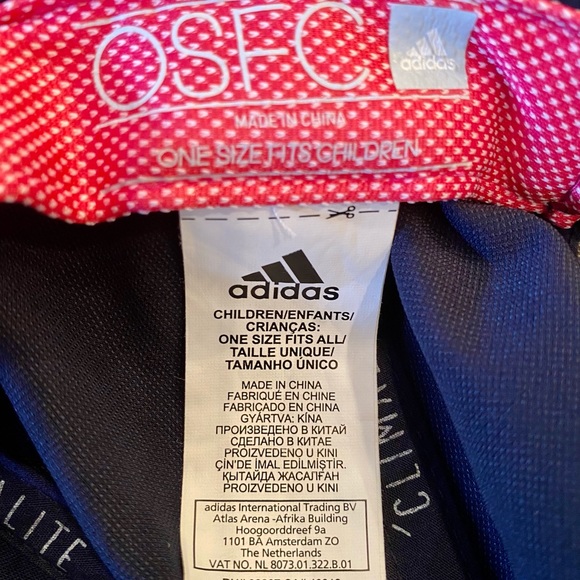 OSFC
adidas
MADE IN CHINA
ONE SIZE FITS CHILDREN
adidas
CHILDREN/ENFANTS/
CRIANÇAS:
ONE SIZE FITS ALL/
TAILLE UNIQUE/
TAMANHO ÚNICO
MADE IN CHINA
FABRIQUÉ EN CHINE
FABRICADO EN CHINE
GYÁRTVA: KÍNA
ПРОИЗВЕДЕНО В КИТАЙ
СДЕЛАНО В КИТАЕ
PROIZVEDENO U KINI
ÇİN'DE İMAL EDİLMİŞTİR.
ҚЫТАЙДА ЖАСАЛҒАН
PROIZVEDENO U KINI
adidas International Trading BV
Atlas Arena -Afrika Building
Hoogoorddreef 9a
1101 BA Amsterdam ZO
The Netherlands
VAT NO. NL 8073.01.322.B.01
ALITE
/CLIMA